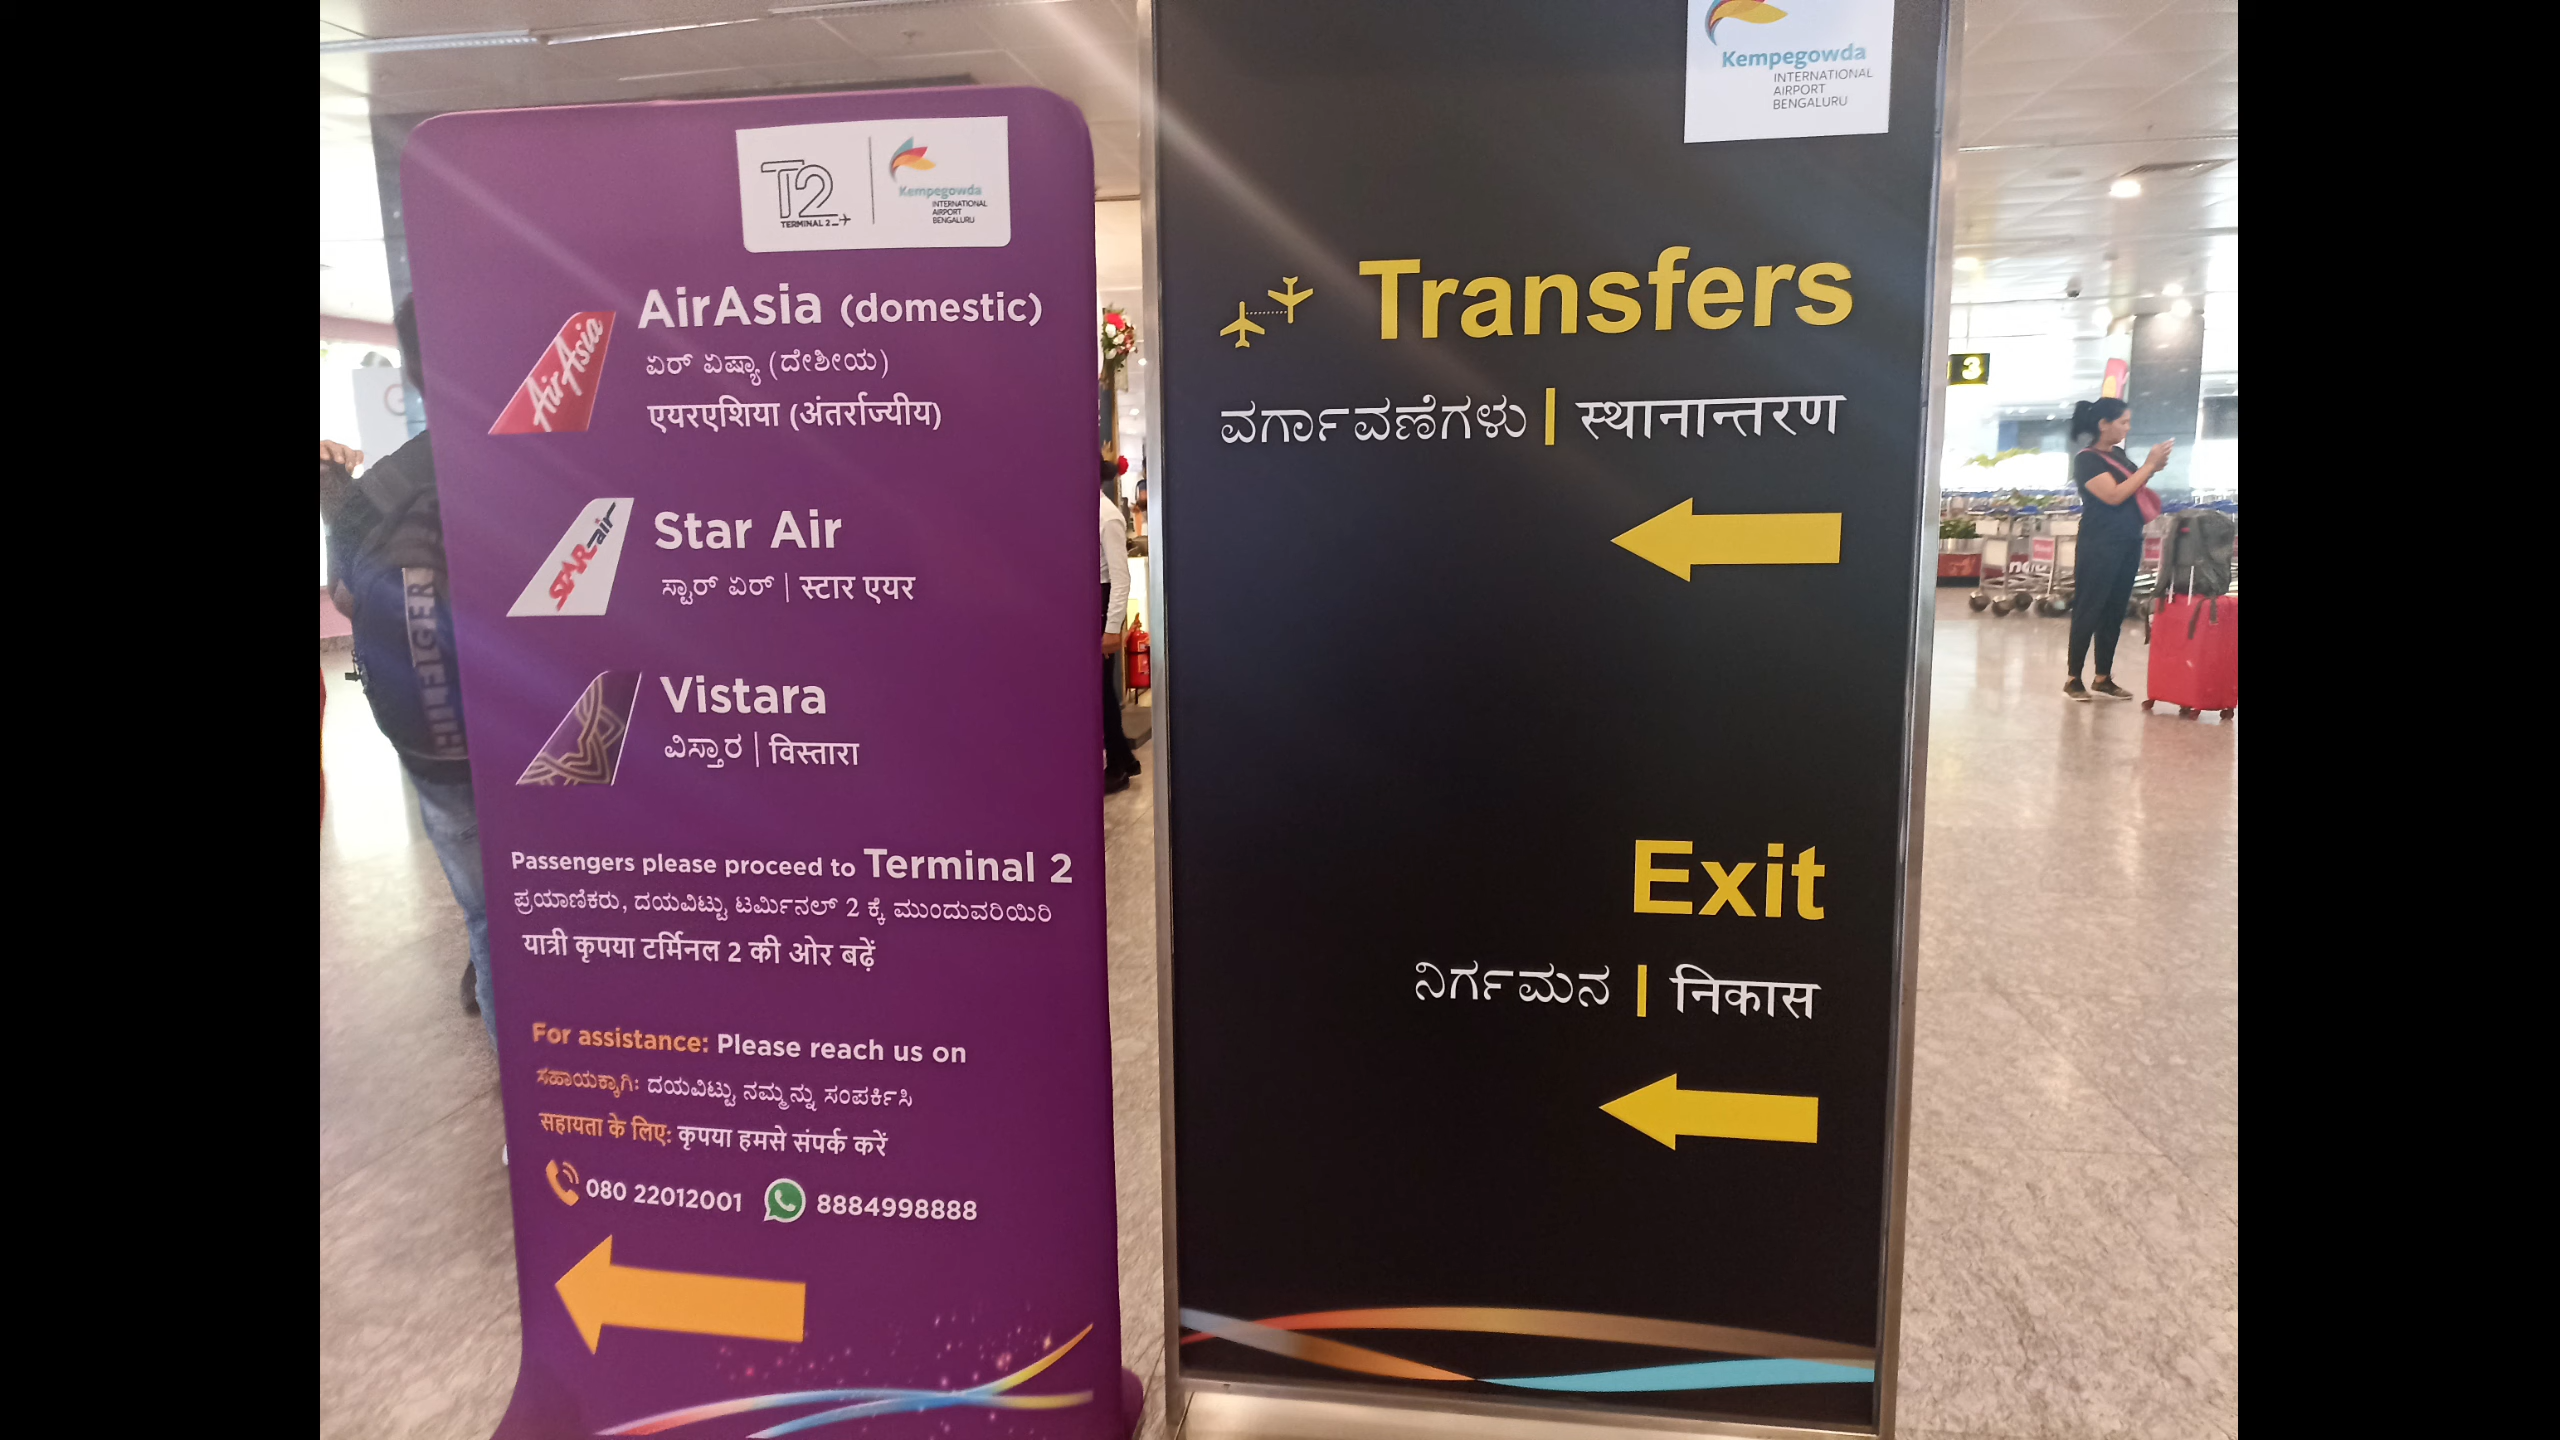 T2
TERMINAL 2
Kempegowda
INTERNATIONAL
AIRPORT
BENGALURU
AirAsia (domestic)
ಏರ್ ಏಷ್ಯಾ (ದೇಶೀಯ)
एयरएशिया (अंतर्राज्यीय)
AirAsia
Star Air
ಸ್ಟಾರ್ ಏರ್ | स्टार एयर
STAR air
Vistara
ವಿಸ್ತಾರ | विस्तारा
Passengers please proceed to Terminal 2
ಪ್ರಯಾಣಿಕರು, ದಯವಿಟ್ಟು ಟರ್ಮಿನಲ್ 2 ಕ್ಕೆ ಮುಂದುವರಿಯಿರಿ
यात्री कृपया टर्मिनल 2 की ओर बढ़ें
For assistance: Please reach us on
ಸಹಾಯಕ್ಕಾಗಿ: ದಯವಿಟ್ಟು ನಮ್ಮನ್ನು ಸಂಪರ್ಕಿಸಿ
सहायता के लिए: कृपया हमसे संपर्क करें
080 22012001 8884998888
Kempegowda
INTERNATIONAL
AIRPORT
BENGALURU
Transfers
ವರ್ಗಾವಣೆಗಳು | स्थानान्तरण
Exit
ನಿರ್ಗಮನ | निकास
3